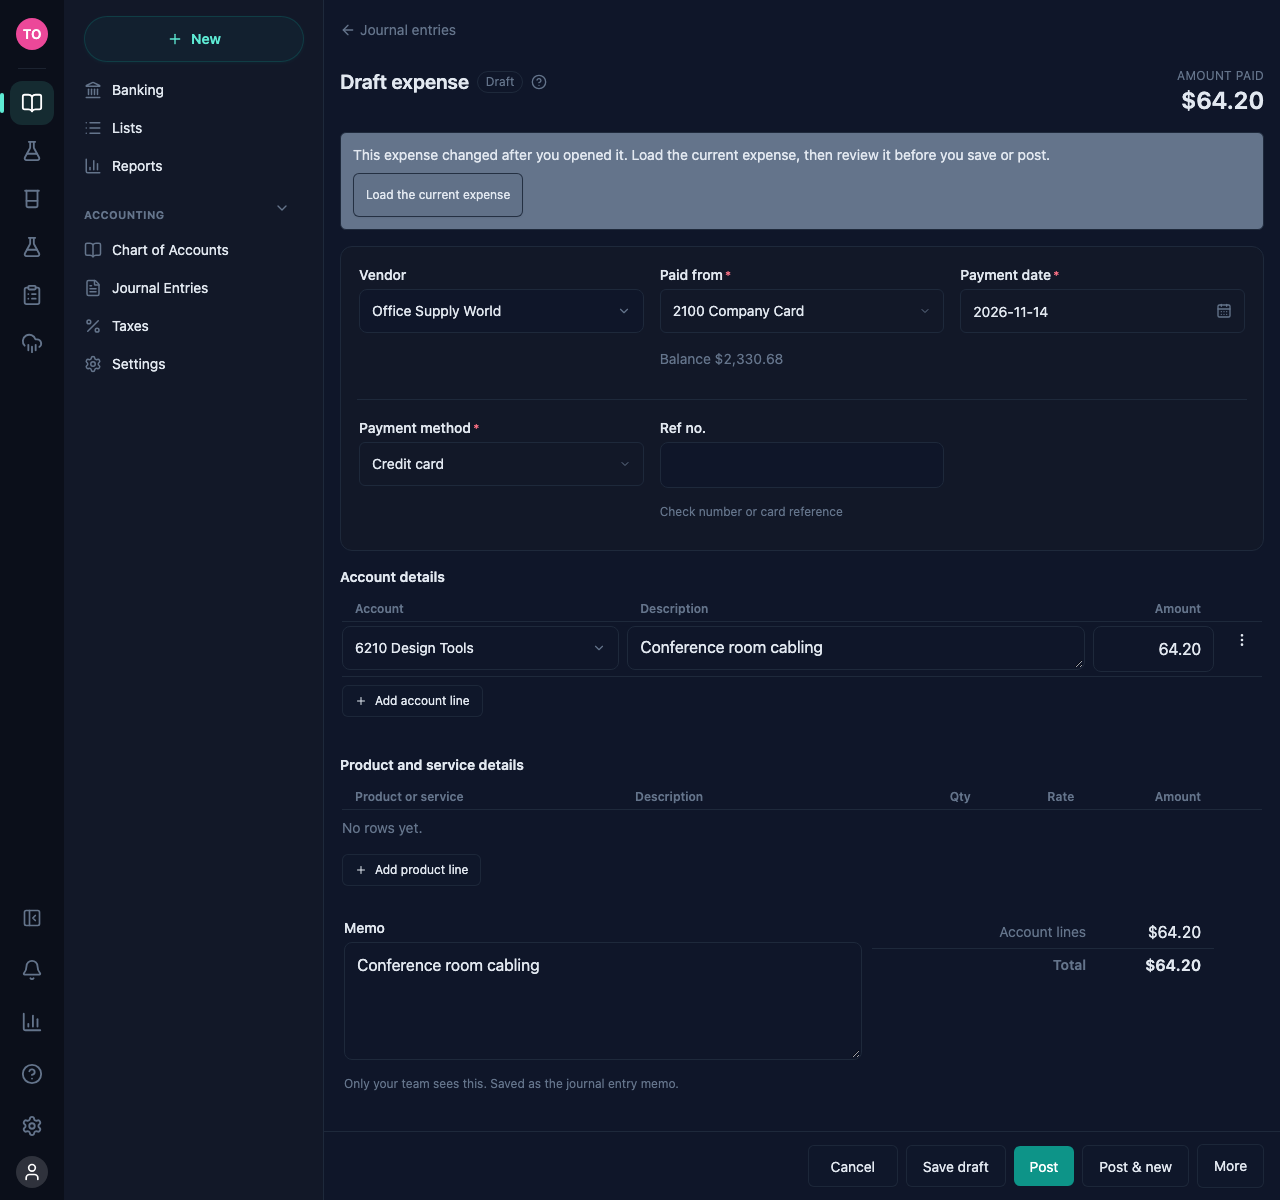 TO
New
Banking
Lists
Reports
ACCOUNTING
Chart of Accounts
Journal Entries
Taxes
Settings
Journal entries
Draft expense
Draft
AMOUNT PAID
$64.20
This expense changed after you opened it. Load the current expense, then review it before you save or post.
Load the current expense
Vendor
Paid from*
Payment date*
Office Supply World
2100 Company Card
2026-11-14
Balance $2,330.68
Payment method*
Ref no.
Credit card
Check number or card reference
Account details
Account Description Amount
6210 Design Tools Conference room cabling 64.20
Add account line
Product and service details
Product or service Description Qty Rate Amount
No rows yet.
Add product line
Memo
Conference room cabling
Account lines $64.20
Total $64.20
Only your team sees this. Saved as the journal entry memo.
Cancel
Save draft
Post
Post & new
More